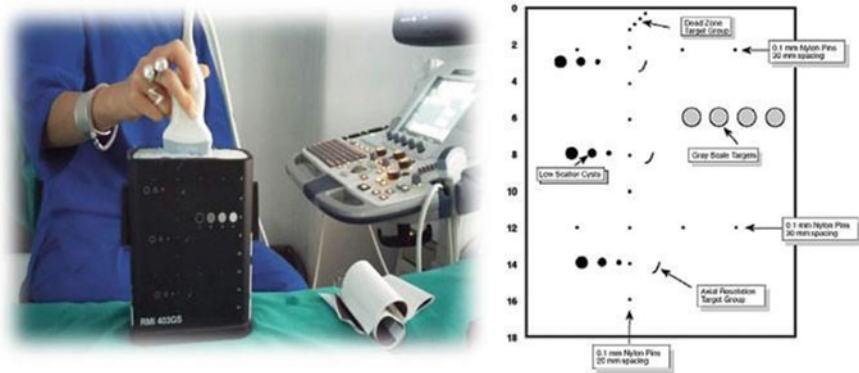 RMI 403GS
0
2
4
6
8
10
12
14
16
18
Dead Zone
Target Group
0.1 mm Nylon Pins
30 mm spacing
Gray Scale Targets
Low Scatter Cysts
0.1 mm Nylon Pins
30 mm spacing
Axial Resolution
Target Group
0.1 mm Nylon Pins
20 mm spacing